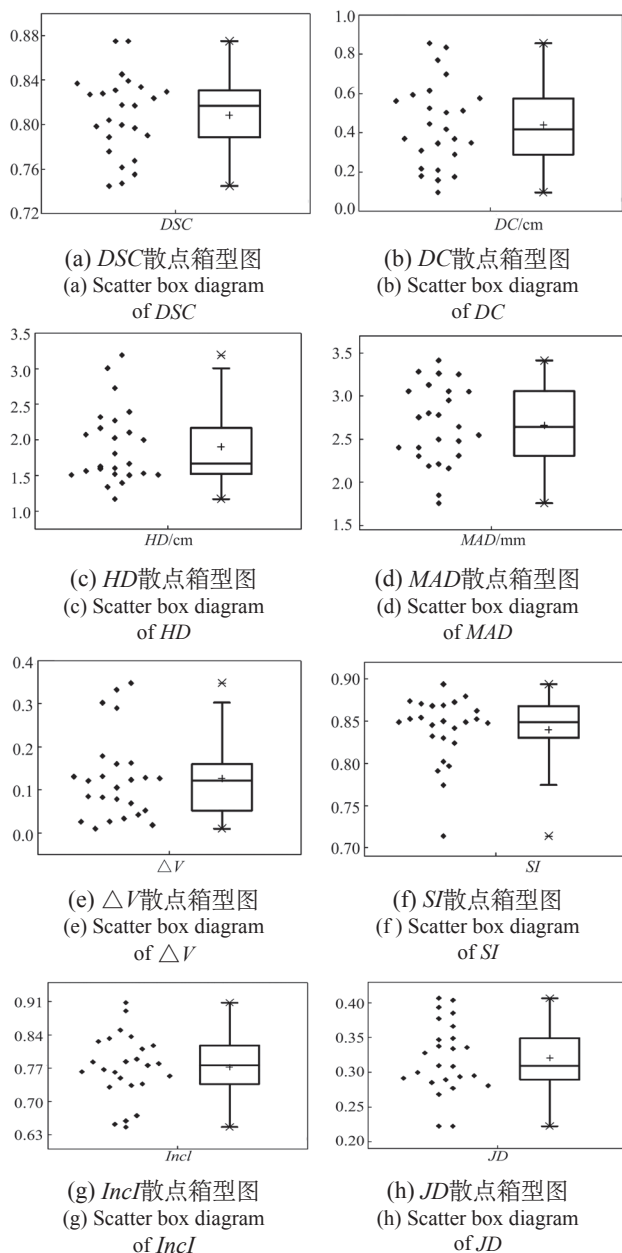 0.88
0.84
0.80
0.76
0.72
DSC
(a) DSC散点箱型图
(a) Scatter box diagram
of DSC
1.0
0.8
0.6
0.4
0.2
0.0
DC/cm
(b) DC散点箱型图
(b) Scatter box diagram
of DC
3.5
3.0
2.5
2.0
1.5
1.0
HD/cm
(c) HD散点箱型图
(c) Scatter box diagram
of HD
3.5
3.0
2.5
2.0
1.5
MAD/mm
(d) MAD散点箱型图
(d) Scatter box diagram
of MAD
0.4
0.3
0.2
0.1
0.0
△V
(e) △V散点箱型图
(e) Scatter box diagram
of △V
0.90
0.85
0.80
0.75
0.70
SI
(f) SI散点箱型图
(f ) Scatter box diagram
of SI
0.91
0.84
0.77
0.70
0.63
IncI
(g) IncI散点箱型图
(g) Scatter box diagram
of IncI
0.40
0.35
0.30
0.25
0.20
JD
(h) JD散点箱型图
(h) Scatter box diagram
of JD